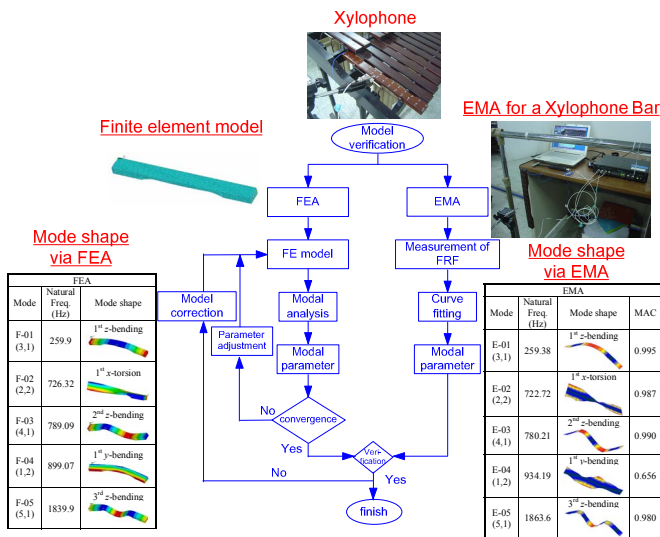 Xylophone
EMA for a Xylophone Bar
Finite element model
Model
verification
FEA
EMA
Mode shape
via FEA
FE model
Measurement of
FRF
Mode shape
via EMA
Model
correction
Modal
analysis
Curve
fitting
Parameter
adjustment
Modal
parameter
Modal
parameter
No
convergence
Yes
Veri-
fication
No
Yes
finish
FEA
Mode
Natural
Freq.
(Hz)
Mode shape
F-01
(3,1)
259.9
1st z-bending
F-02
(2,2)
726.32
1st x-torsion
F-03
(4,1)
789.09
2nd z-bending
F-04
(1,2)
899.07
1st y-bending
F-05
(5,1)
1839.9
3rd z-bending
EMA
Mode
Natural
Freq.
(Hz)
Mode shape
MAC
E-01
(3,1)
259.38
1st z-bending
0.995
E-02
(2,2)
722.72
1st x-torsion
0.987
E-03
(4,1)
780.21
2nd z-bending
0.990
E-04
(1,2)
934.19
1st y-bending
0.656
E-05
(5,1)
1863.6
3rd z-bending
0.980